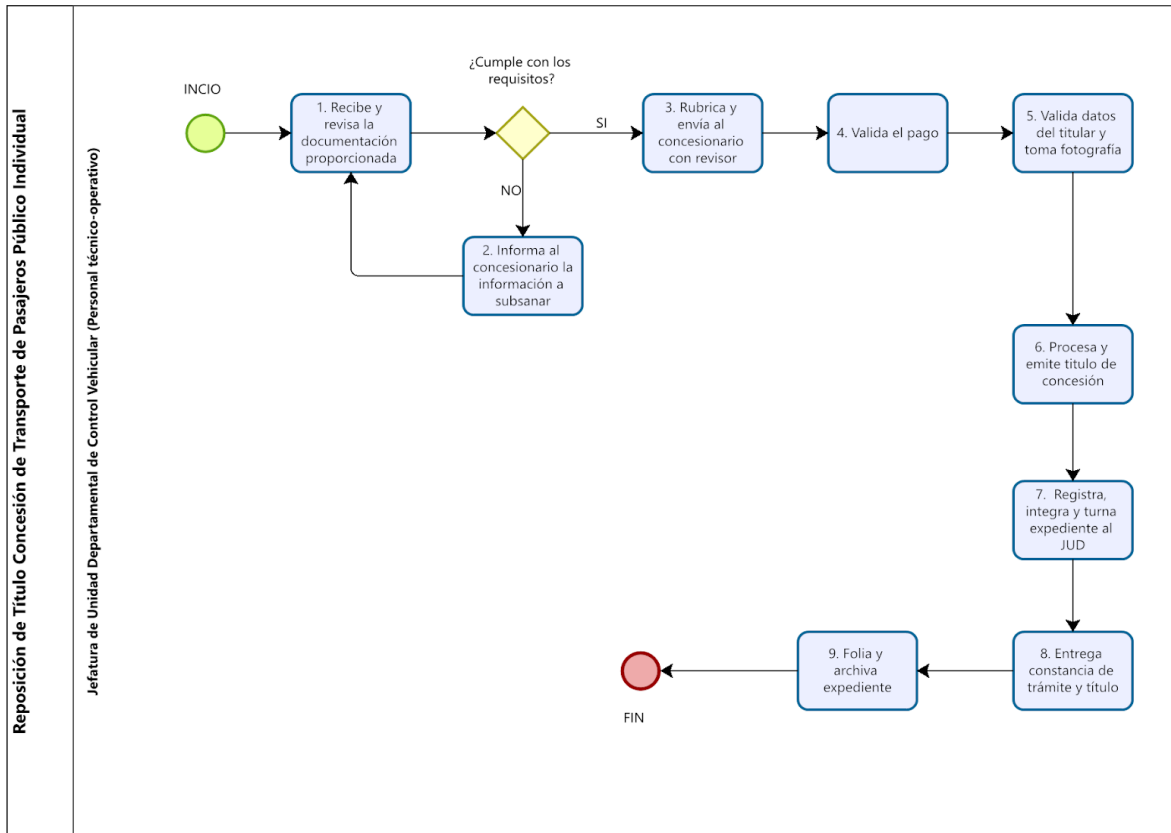 Reposición de Título Concesión de Transporte de Pasajeros Público Individual
Jefatura de Unidad Departamental de Control Vehicular (Personal técnico-operativo)
INCIO
1. Recibe y
revisa la
documentación
proporcionada
¿Cumple con los
requisitos?
SI
NO
2. Informa al
concesionario la
información a
subsanar
3. Rubrica y
envía al
concesionario
con revisor
4. Valida el pago
5. Valida datos
del titular y
toma fotografía
6. Procesa y
emite titulo de
concesión
7. Registra,
integra y turna
expediente al
JUD
8. Entrega
constancia de
trámite y título
9. Folia y
archiva
expediente
FIN